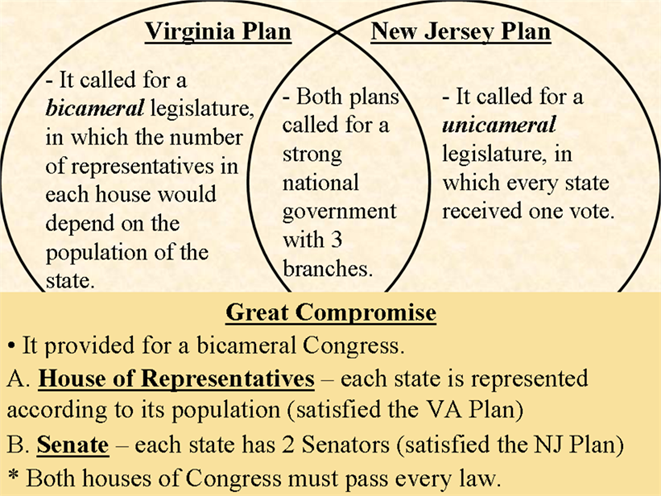 Virginia Plan
- It called for a
bicameral legislature,
in which the number
of representatives in
each house would
depend on the
population of the
state.
- Both plans
called for a
strong
national
government
with 3
branches.
New Jersey Plan
- It called for a
unicameral
legislature, in
which every state
received one vote.
Great Compromise
• It provided for a bicameral Congress.
A. House of Representatives – each state is represented
according to its population (satisfied the VA Plan)
B. Senate – each state has 2 Senators (satisfied the NJ Plan)
* Both houses of Congress must pass every law.